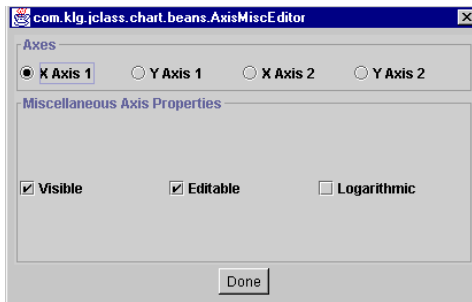 com.klg.jclass.chart.beans.AxisMiscEditor
Axes
X Axis 1 Y Axis 1 X Axis 2 Y Axis 2
Miscellaneous Axis Properties
Visible Editable Logarithmic
Done